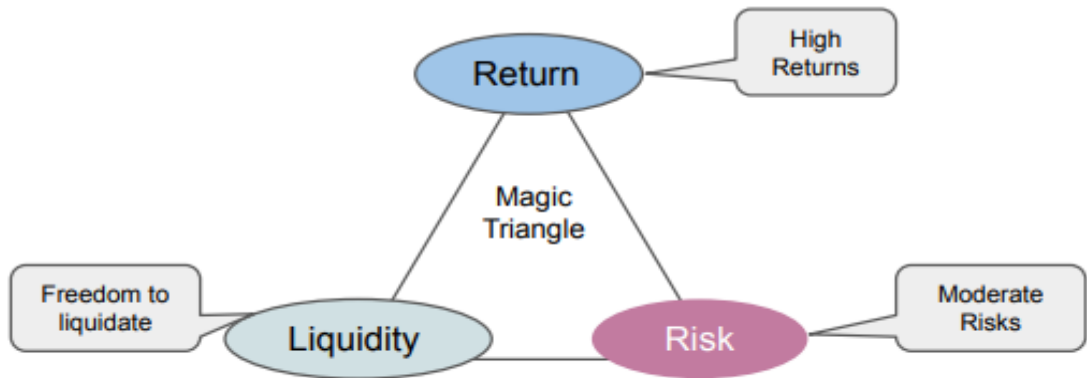 Return
High
Returns
Magic
Triangle
Freedom to
liquidate
Liquidity
Risk
Moderate
Risks